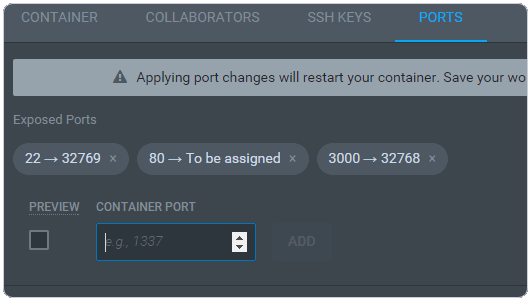 CONTAINER COLLABORATORS SSH KEYS PORTS
Applying port changes will restart your container. Save your wo
Exposed Ports
22 → 32769 × 80 → To be assigned × 3000 → 32768 ×
PREVIEW CONTAINER PORT
e.g., 1337 ADD